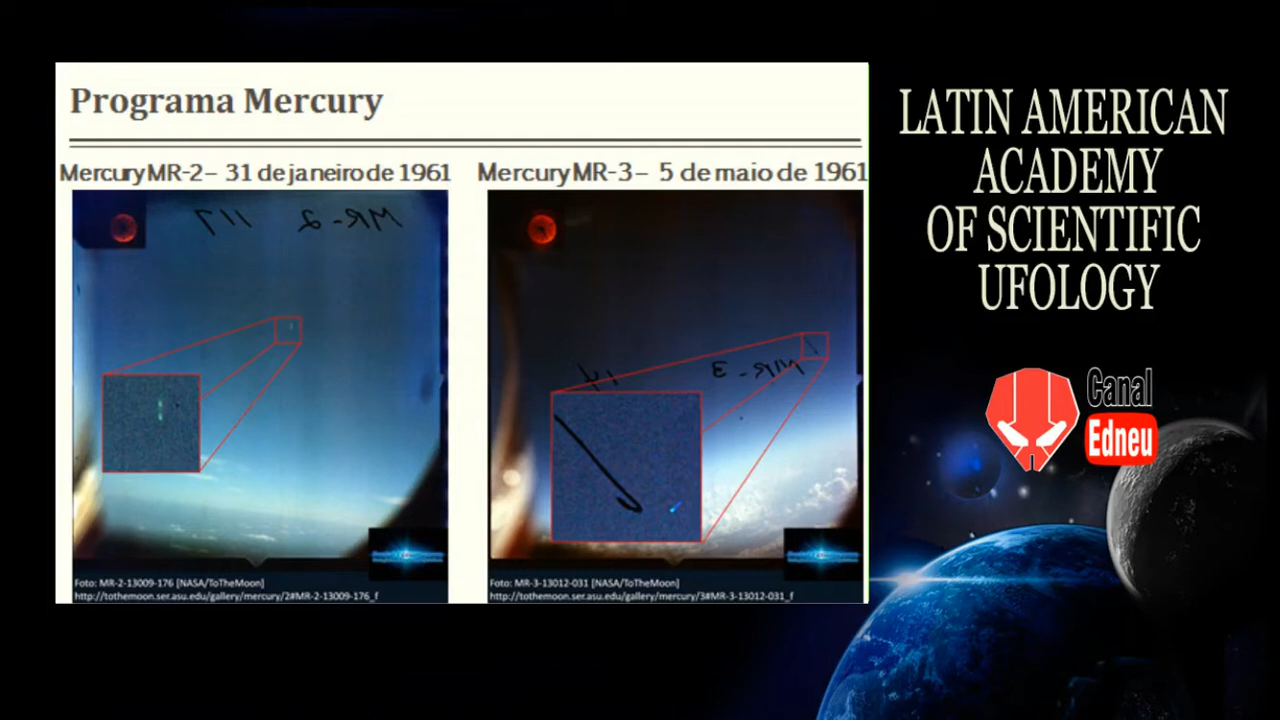 Programa Mercury
Mercury MR-2 – 31 de janeiro de 1961
Mercury MR-3 – 5 de maio de 1961
MR-2 117
MR-3
Foto: MR-2-13009-176 [NASA/ToTheMoon]
http://tothemoon.ser.asu.edu/gallery/mercury/2#MR-2-13009-176_f
Foto: MR-3-13012-031 [NASA/ToTheMoon]
http://tothemoon.ser.asu.edu/gallery/mercury/3#MR-3-13012-031_f
LATIN AMERICAN
ACADEMY
OF SCIENTIFIC
UFOLOGY
Canal
Edneu